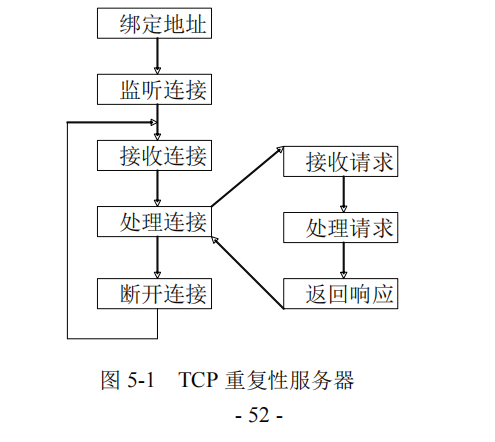 绑定地址
监听连接
接收连接
处理连接
断开连接
接收请求
处理请求
返回响应
图 5-1 TCP 重复性服务器
- 52 -